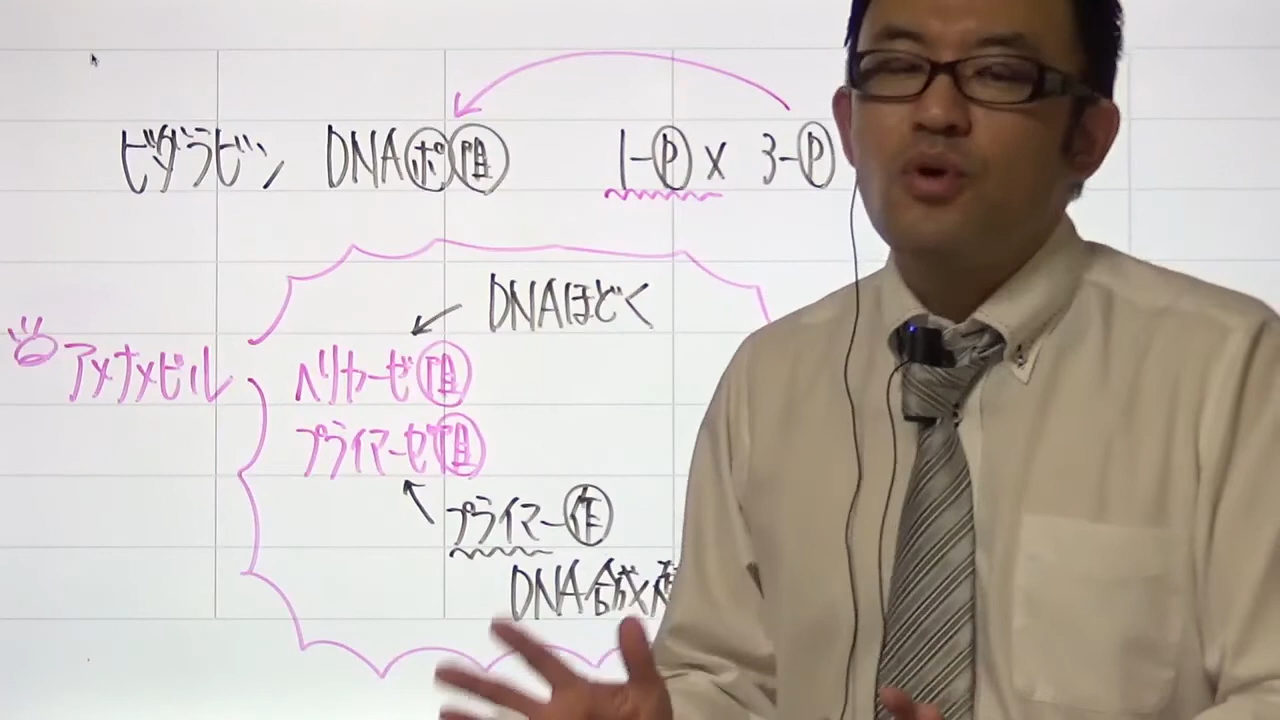 ビダラビン DNAポ阻 1-P x 3-P
DNAほどく
アメナメビル ヘリカーゼ阻
プライマーゼ阻
プライマー作
DNA合成